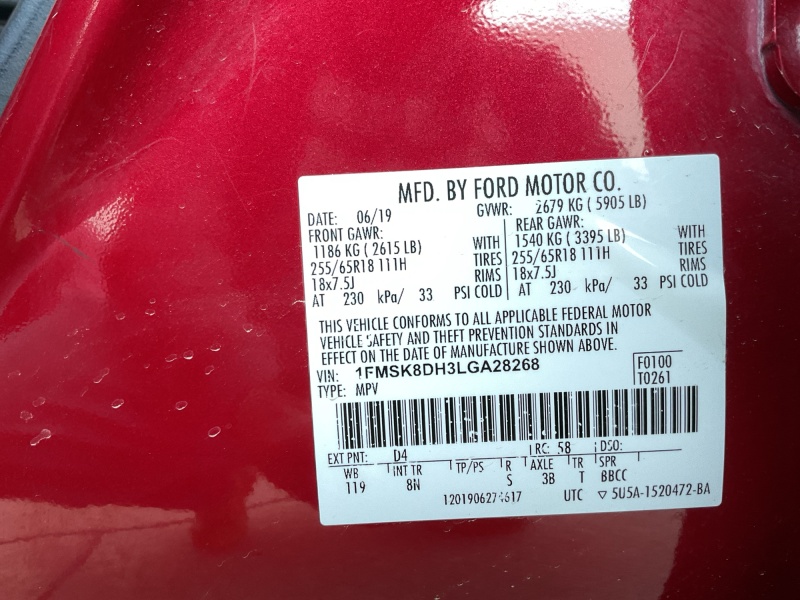 MFD. BY FORD MOTOR CO.
DATE: 06/19 GVWR: 2679 KG ( 5905 LB)
FRONT GAWR: REAR GAWR:
1186 KG ( 2615 LB) WITH 1540 KG ( 3395 LB) WITH
255/65R18 111H TIRES 255/65R18 111H TIRES
18x7.5J RIMS 18x7.5J RIMS
AT 230 kPa/ 33 PSI COLD AT 230 kPa/ 33 PSI COLD
THIS VEHICLE CONFORMS TO ALL APPLICABLE FEDERAL MOTOR
VEHICLE SAFETY AND THEFT PREVENTION STANDARDS IN
EFFECT ON THE DATE OF MANUFACTURE SHOWN ABOVE.
VIN: 1FMSK8DH3LGA28268 F0100
TYPE: MPV T0261
EXT PNT: D4 RC: 58 DSO:
WB INT TR TP/PS R AXLE TR SPR
119 8N S 3B T BBCC
1201906274617 UTC ▽ 5U5A-1520472-BA